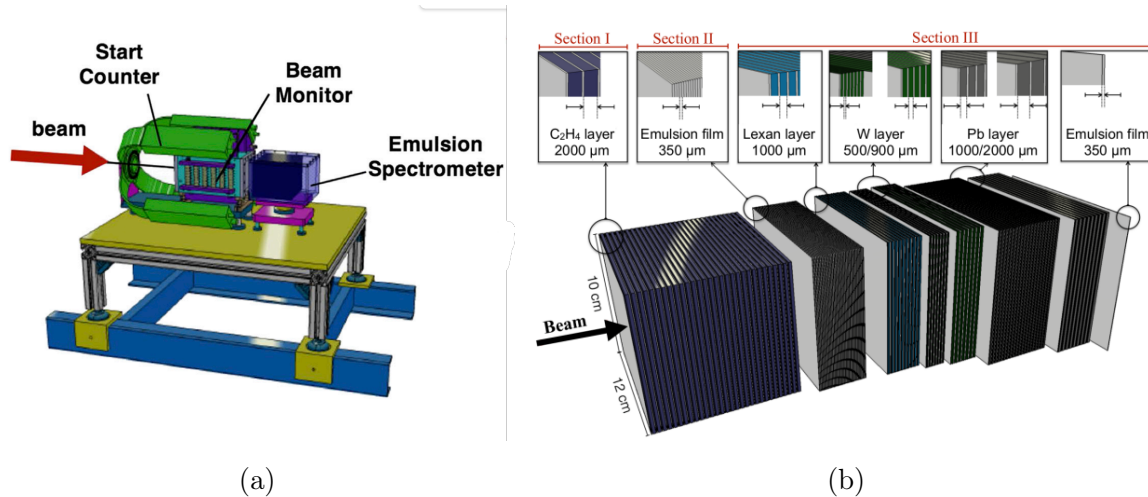 Start
Counter
Beam
Monitor
beam
Emulsion
Spectrometer
(a)
Section I
Section II
Section III
C₂H₄ layer
2000 μm
Emulsion film
350 μm
Lexan layer
1000 μm
W layer
500/900 μm
Pb layer
1000/2000 μm
Emulsion film
350 μm
10 cm
Beam
12 cm
(b)